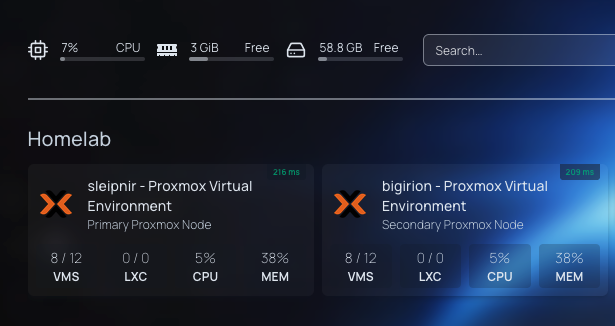 7% CPU 3 GiB Free 58.8 GB Free Search...
Homelab
216 ms 209 ms
sleipnir - Proxmox Virtual
Environment
Primary Proxmox Node
8 / 12 0 / 0 5% 38%
VMS LXC CPU MEM
bigirion - Proxmox Virtual
Environment
Secondary Proxmox Node
8 / 12 0 / 0 5% 38%
VMS LXC CPU MEM